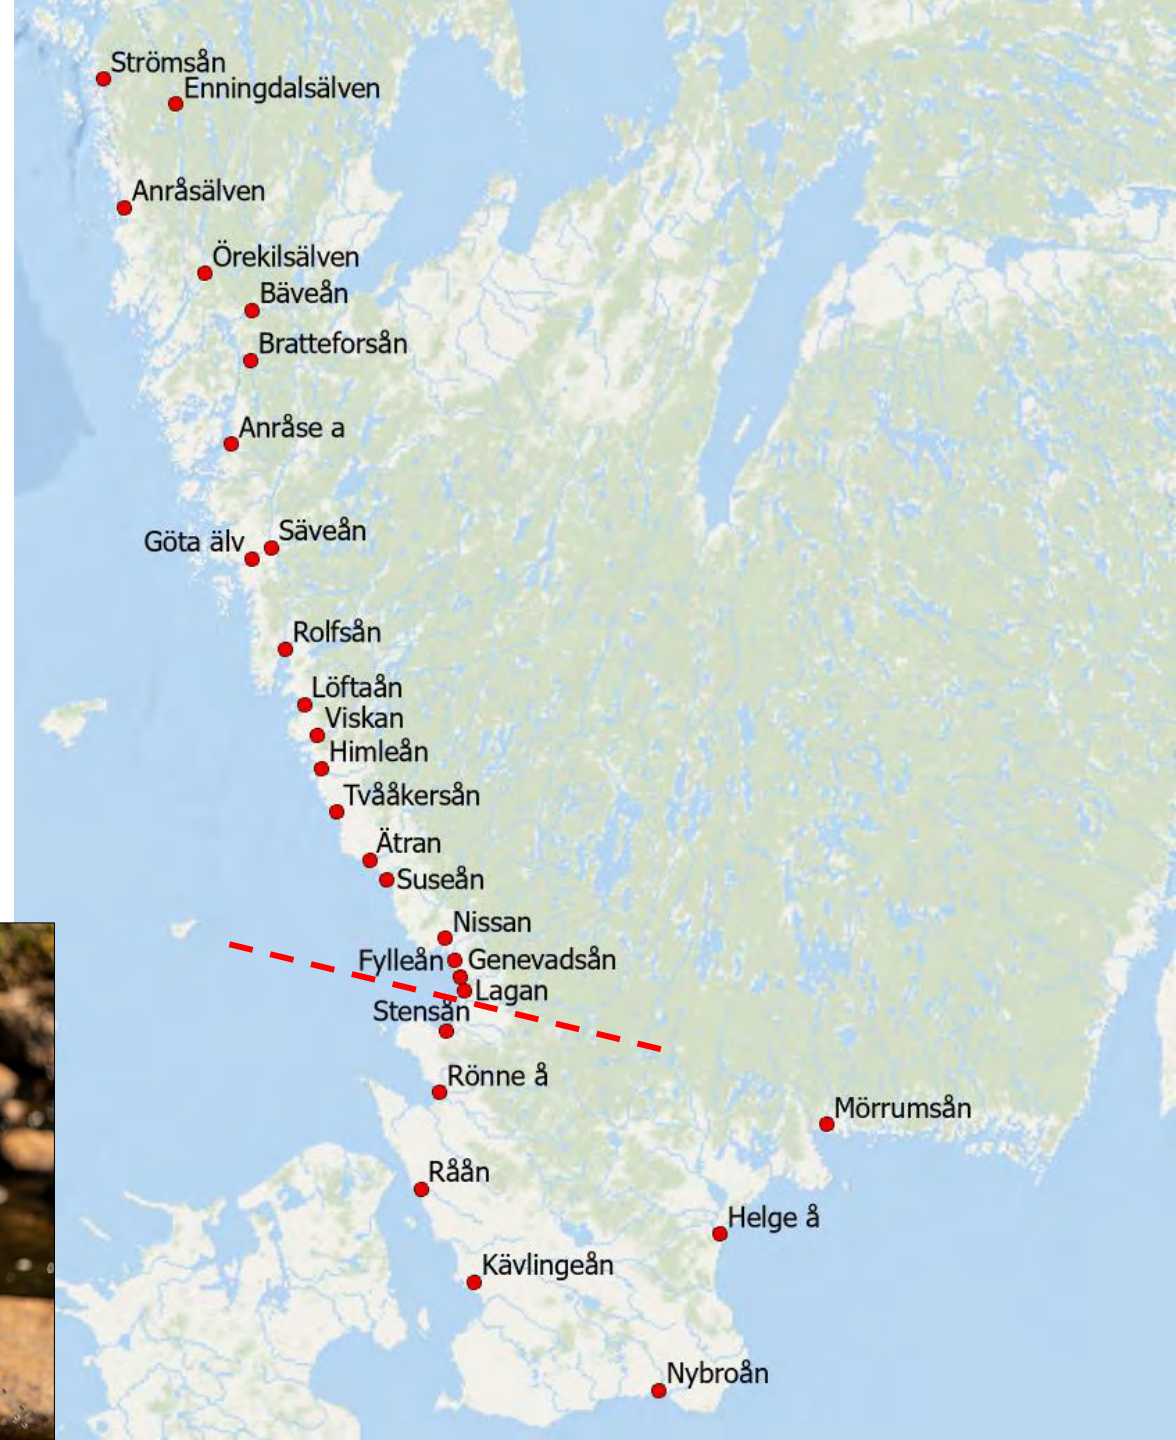 Strömsån
Enningdalsälven
Anråsälven
Örekilsälven
Bäveån
Bratteforsån
Anråse a
Säveån
Göta älv
Rolfsån
Löftaån
Viskan
Himleån
Tvååkersån
Ätran
Suseån
Nissan
Fylleån
Genevadsån
Lagan
Stensån
Rönne å
Mörrumsån
Råån
Helge å
Kävlingeån
Nybroån